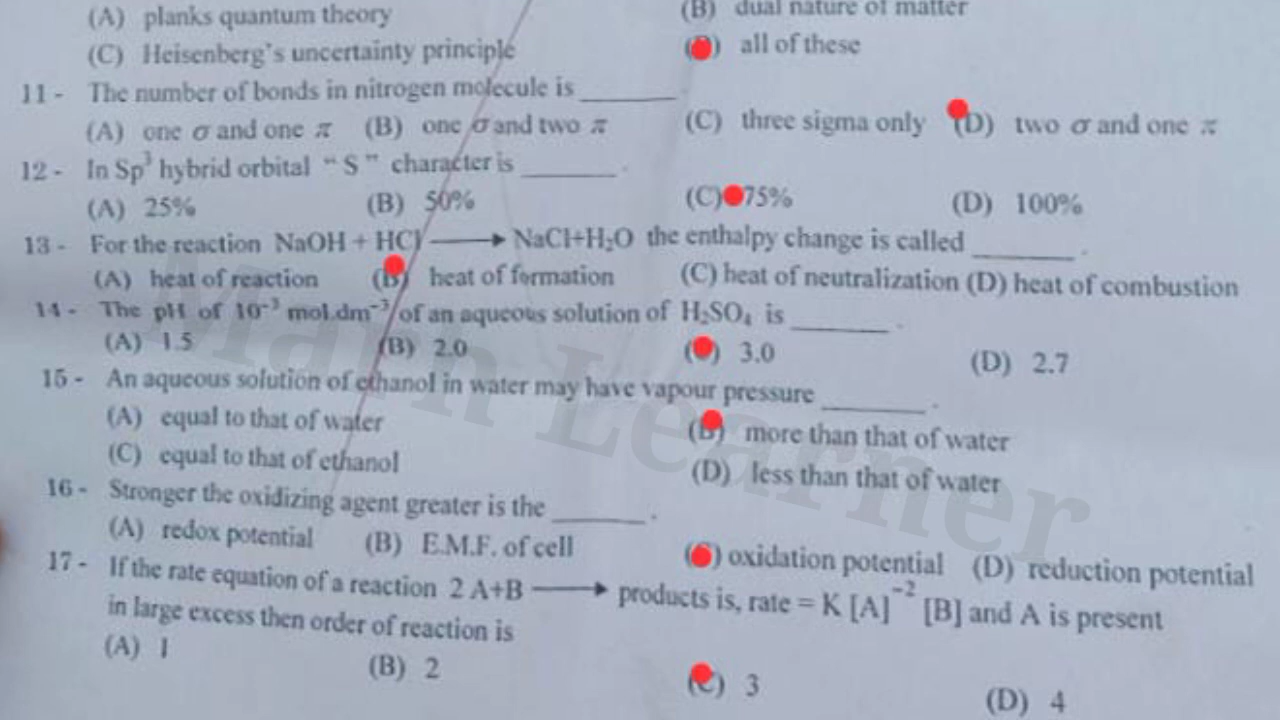 (A) planks quantum theory (B) dual nature of matter
(C) Heisenberg's uncertainty principle (D) all of these
11 - The number of bonds in nitrogen molecule is ______ .
(A) one σ and one π (B) one σ and two π (C) three sigma only (D) two σ and one π
12 - In Sp³ hybrid orbital "S" character is ______ .
(A) 25% (B) 50% (C) 75% (D) 100%
13 - For the reaction NaOH + HCl ⟶ NaCl+H₂O the enthalpy change is called ______ .
(A) heat of reaction (B) heat of formation (C) heat of neutralization (D) heat of combustion
14 - The pH of 10⁻³ mol.dm⁻³ of an aqueous solution of H₂SO₄ is ______ .
(A) 1.5 (B) 2.0 (C) 3.0 (D) 2.7
15 - An aqueous solution of ethanol in water may have vapour pressure ______ .
(A) equal to that of water (B) more than that of water
(C) equal to that of ethanol (D) less than that of water
16 - Stronger the oxidizing agent greater is the ______ .
(A) redox potential (B) E.M.F. of cell (C) oxidation potential (D) reduction potential
17 - If the rate equation of a reaction 2 A+B ⟶ products is, rate = K [A]⁻² [B] and A is present
in large excess then order of reaction is
(A) 1 (B) 2 (C) 3 (D) 4
Math Learner